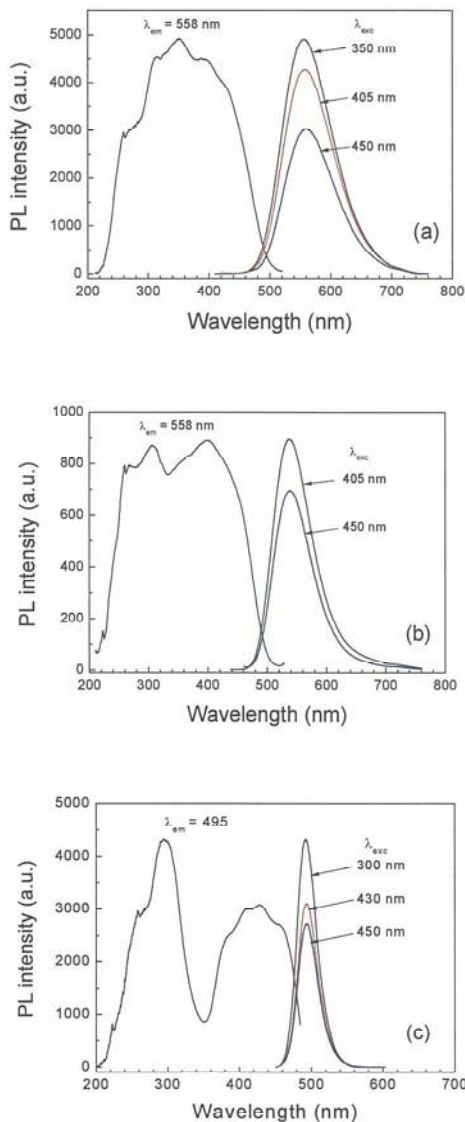 λem = 558 nm
λexc
350 nm
405 nm
450 nm
(a)
PL intensity (a.u.)
5000
4000
3000
2000
1000
0
200 300 400 500 600 700 800
Wavelength (nm)
λem = 558 nm
λexc
405 nm
450 nm
(b)
PL intensity (a.u.)
1000
800
600
400
200
0
200 300 400 500 600 700 800
Wavelength (nm)
λem = 495
λexc
300 nm
430 nm
450 nm
(c)
PL intensity (a.u.)
5000
4000
3000
2000
1000
0
200 300 400 500 600 700
Wavelength (nm)